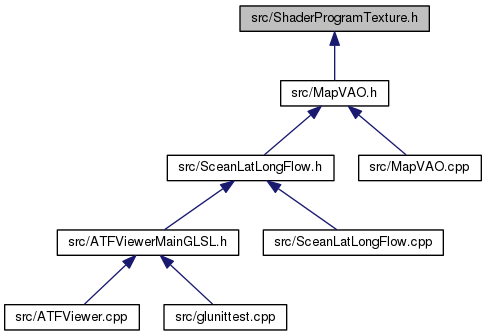 src/ShaderProgramTexture.h
src/MapVAO.h
src/SceanLatLongFlow.h
src/MapVAO.cpp
src/ATFViewerMainGLSL.h
src/SceanLatLongFlow.cpp
src/ATFViewer.cpp
src/glunittest.cpp